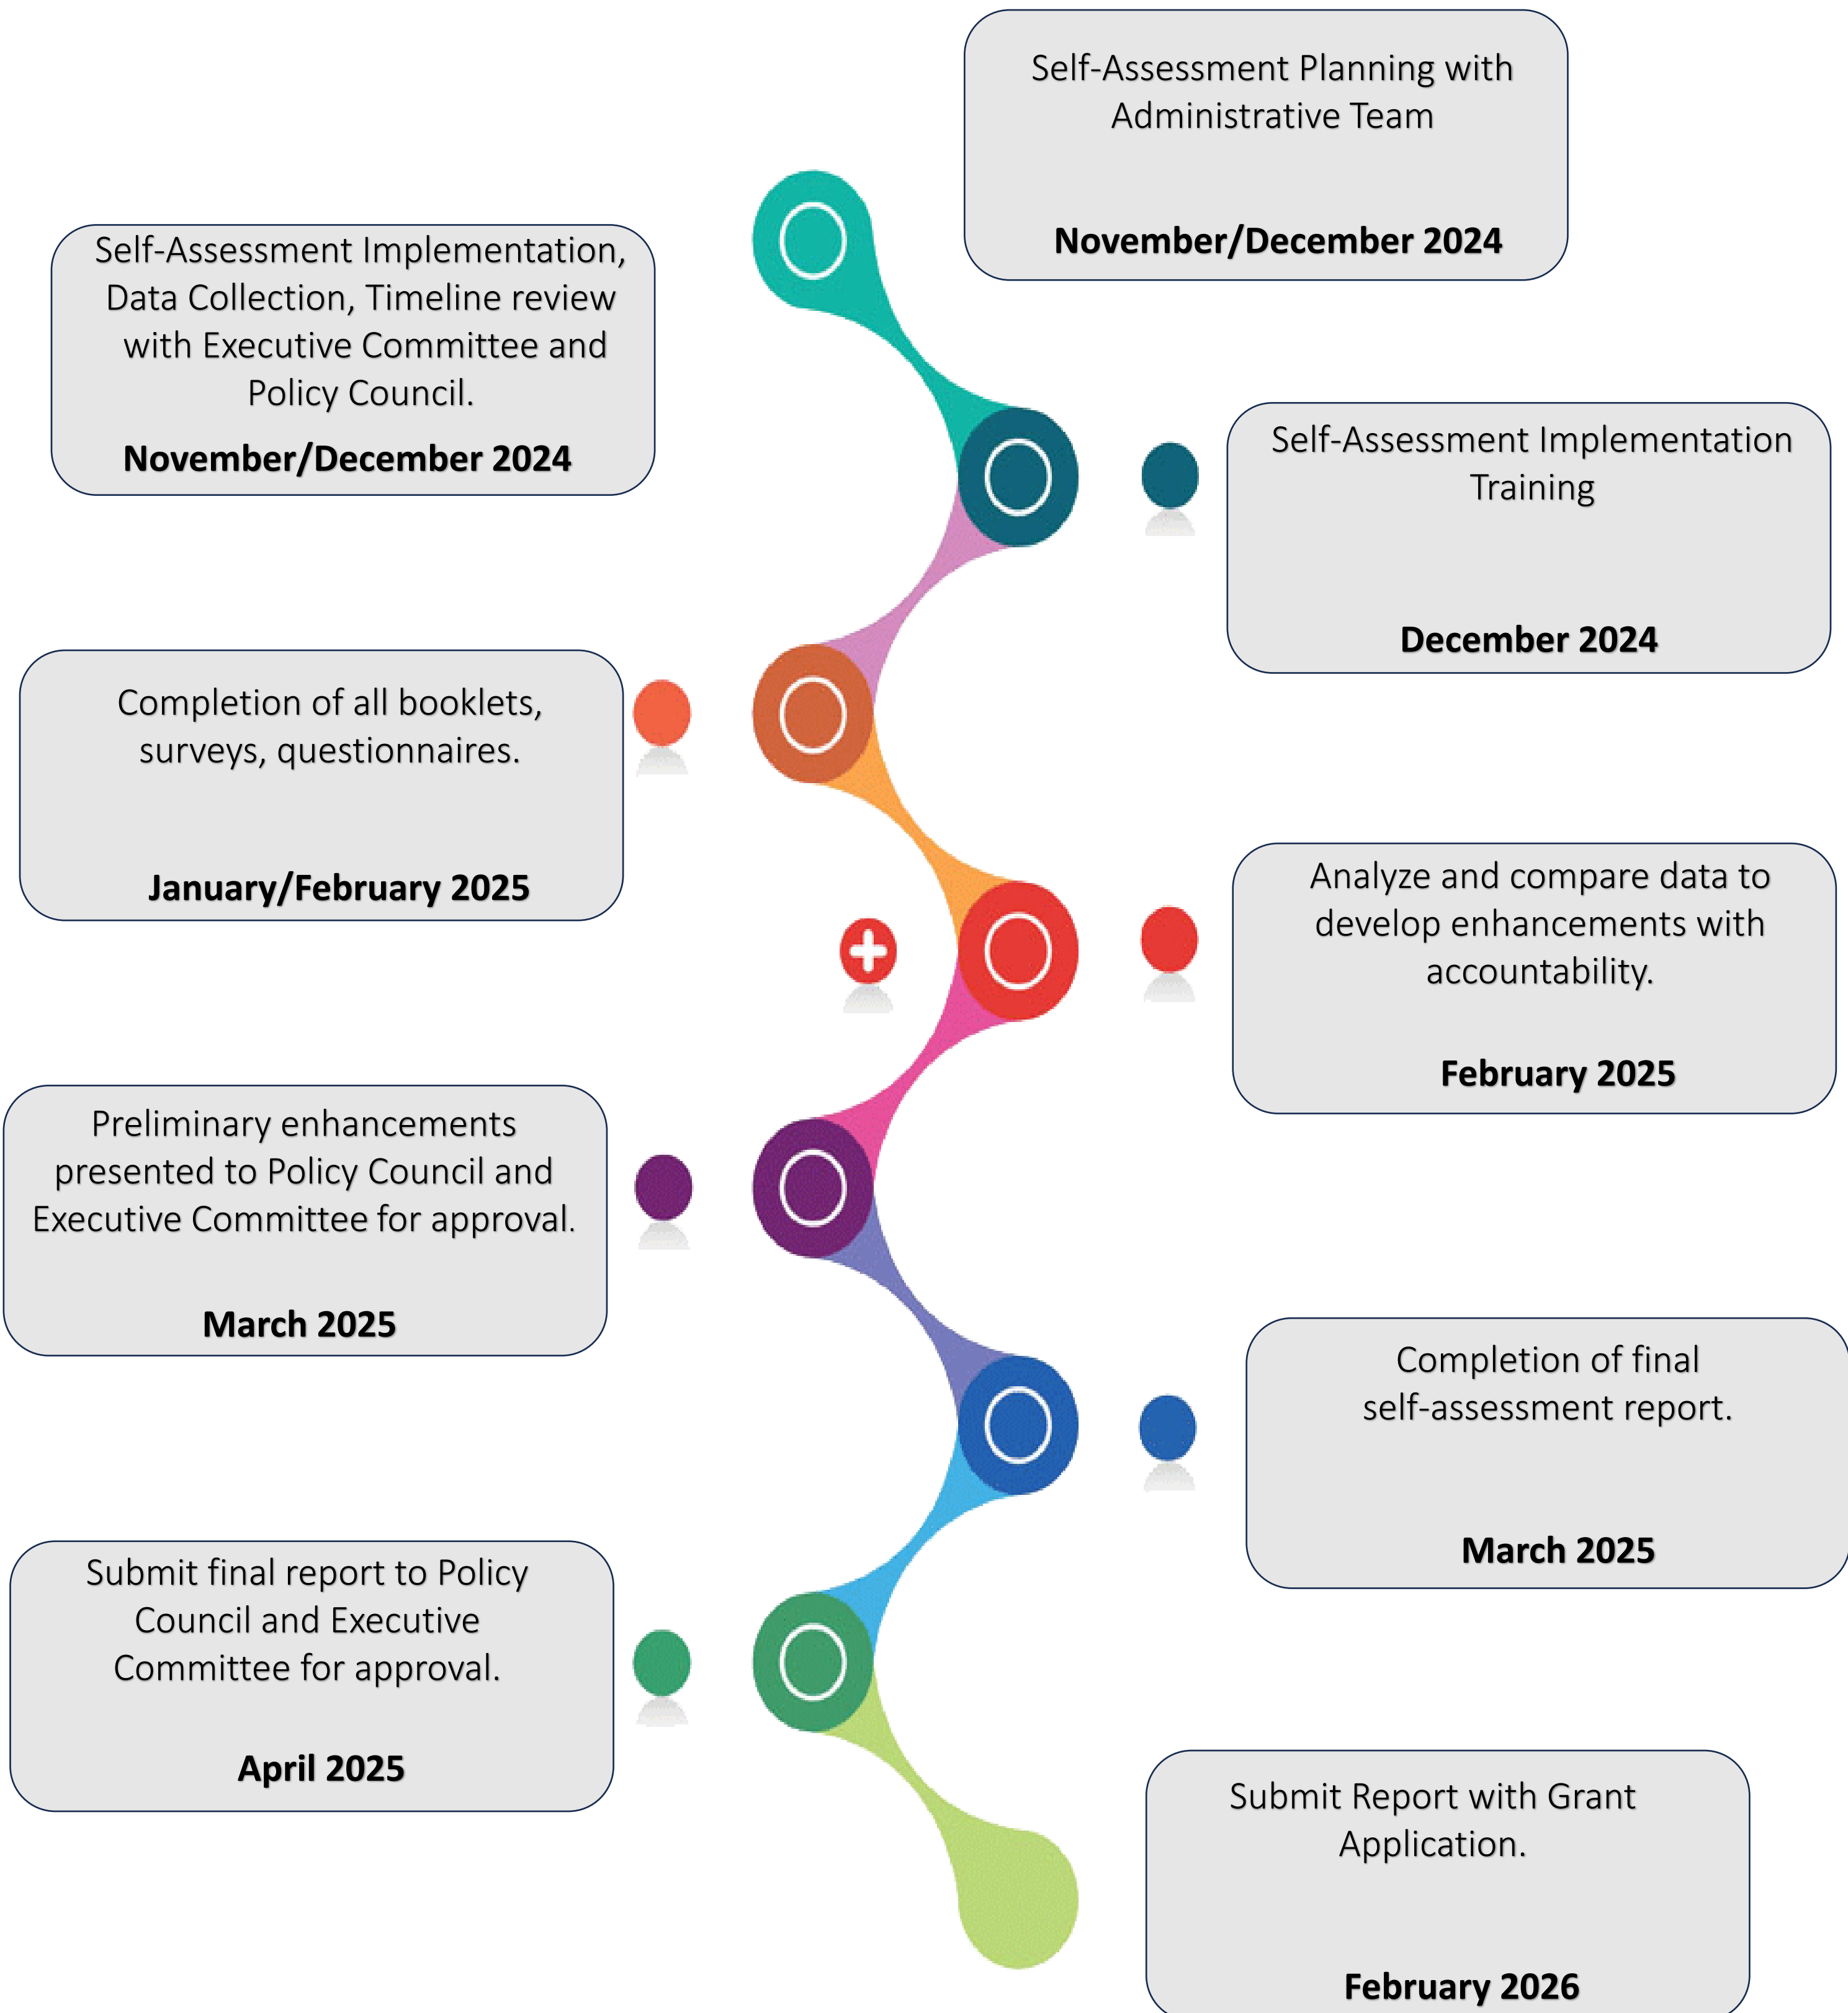 Self-Assessment Planning with
Administrative Team
November/December 2024
Self-Assessment Implementation,
Data Collection, Timeline review
with Executive Committee and
Policy Council.
November/December 2024
Self-Assessment Implementation
Training
December 2024
Completion of all booklets,
surveys, questionnaires.
January/February 2025
Analyze and compare data to
develop enhancements with
accountability.
February 2025
Preliminary enhancements
presented to Policy Council and
Executive Committee for approval.
March 2025
Completion of final
self-assessment report.
March 2025
Submit final report to Policy
Council and Executive
Committee for approval.
April 2025
Submit Report with Grant
Application.
February 2026